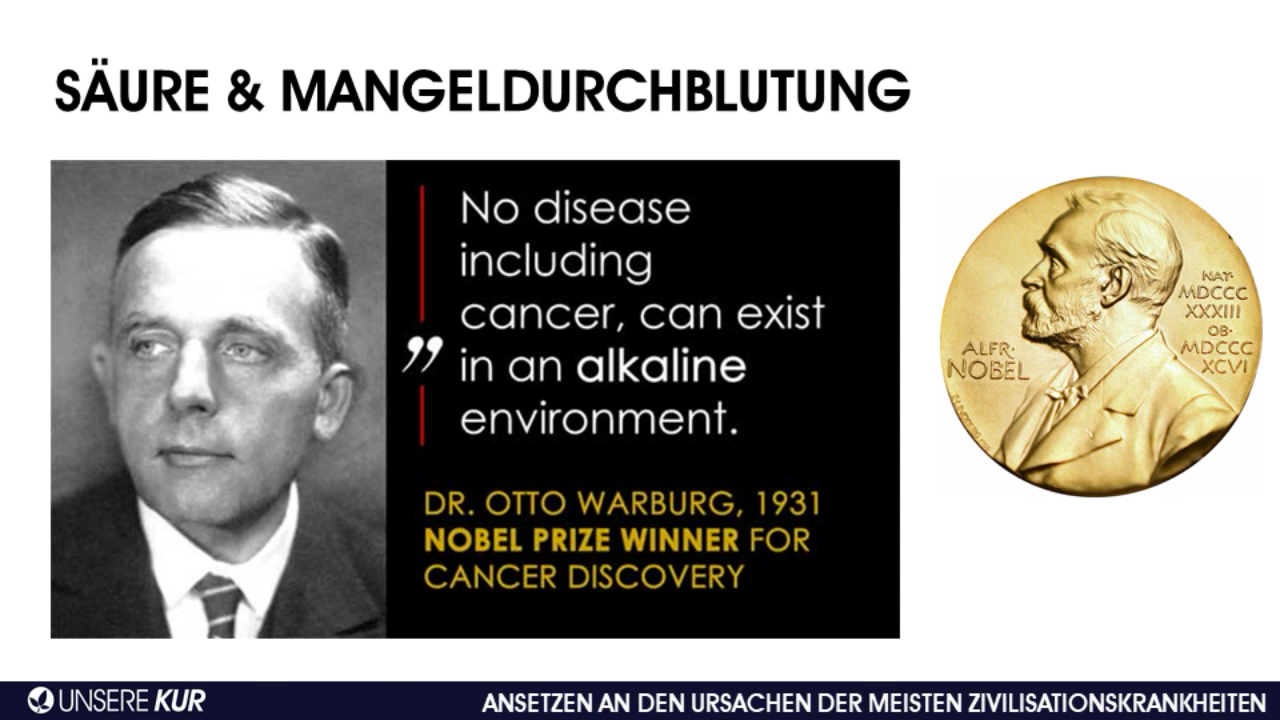 SÄURE & MANGELDURCHBLUTUNG
No disease
including
cancer, can exist
in an alkaline
environment.
”
DR. OTTO WARBURG, 1931
NOBEL PRIZE WINNER FOR
CANCER DISCOVERY
ALFR·
NOBEL
NAT·
MDCCC
XXXIII
OB·
MDCCC
XCVI
UNSERE KUR
ANSETZEN AN DEN URSACHEN DER MEISTEN ZIVILISATIONSKRANKHEITEN